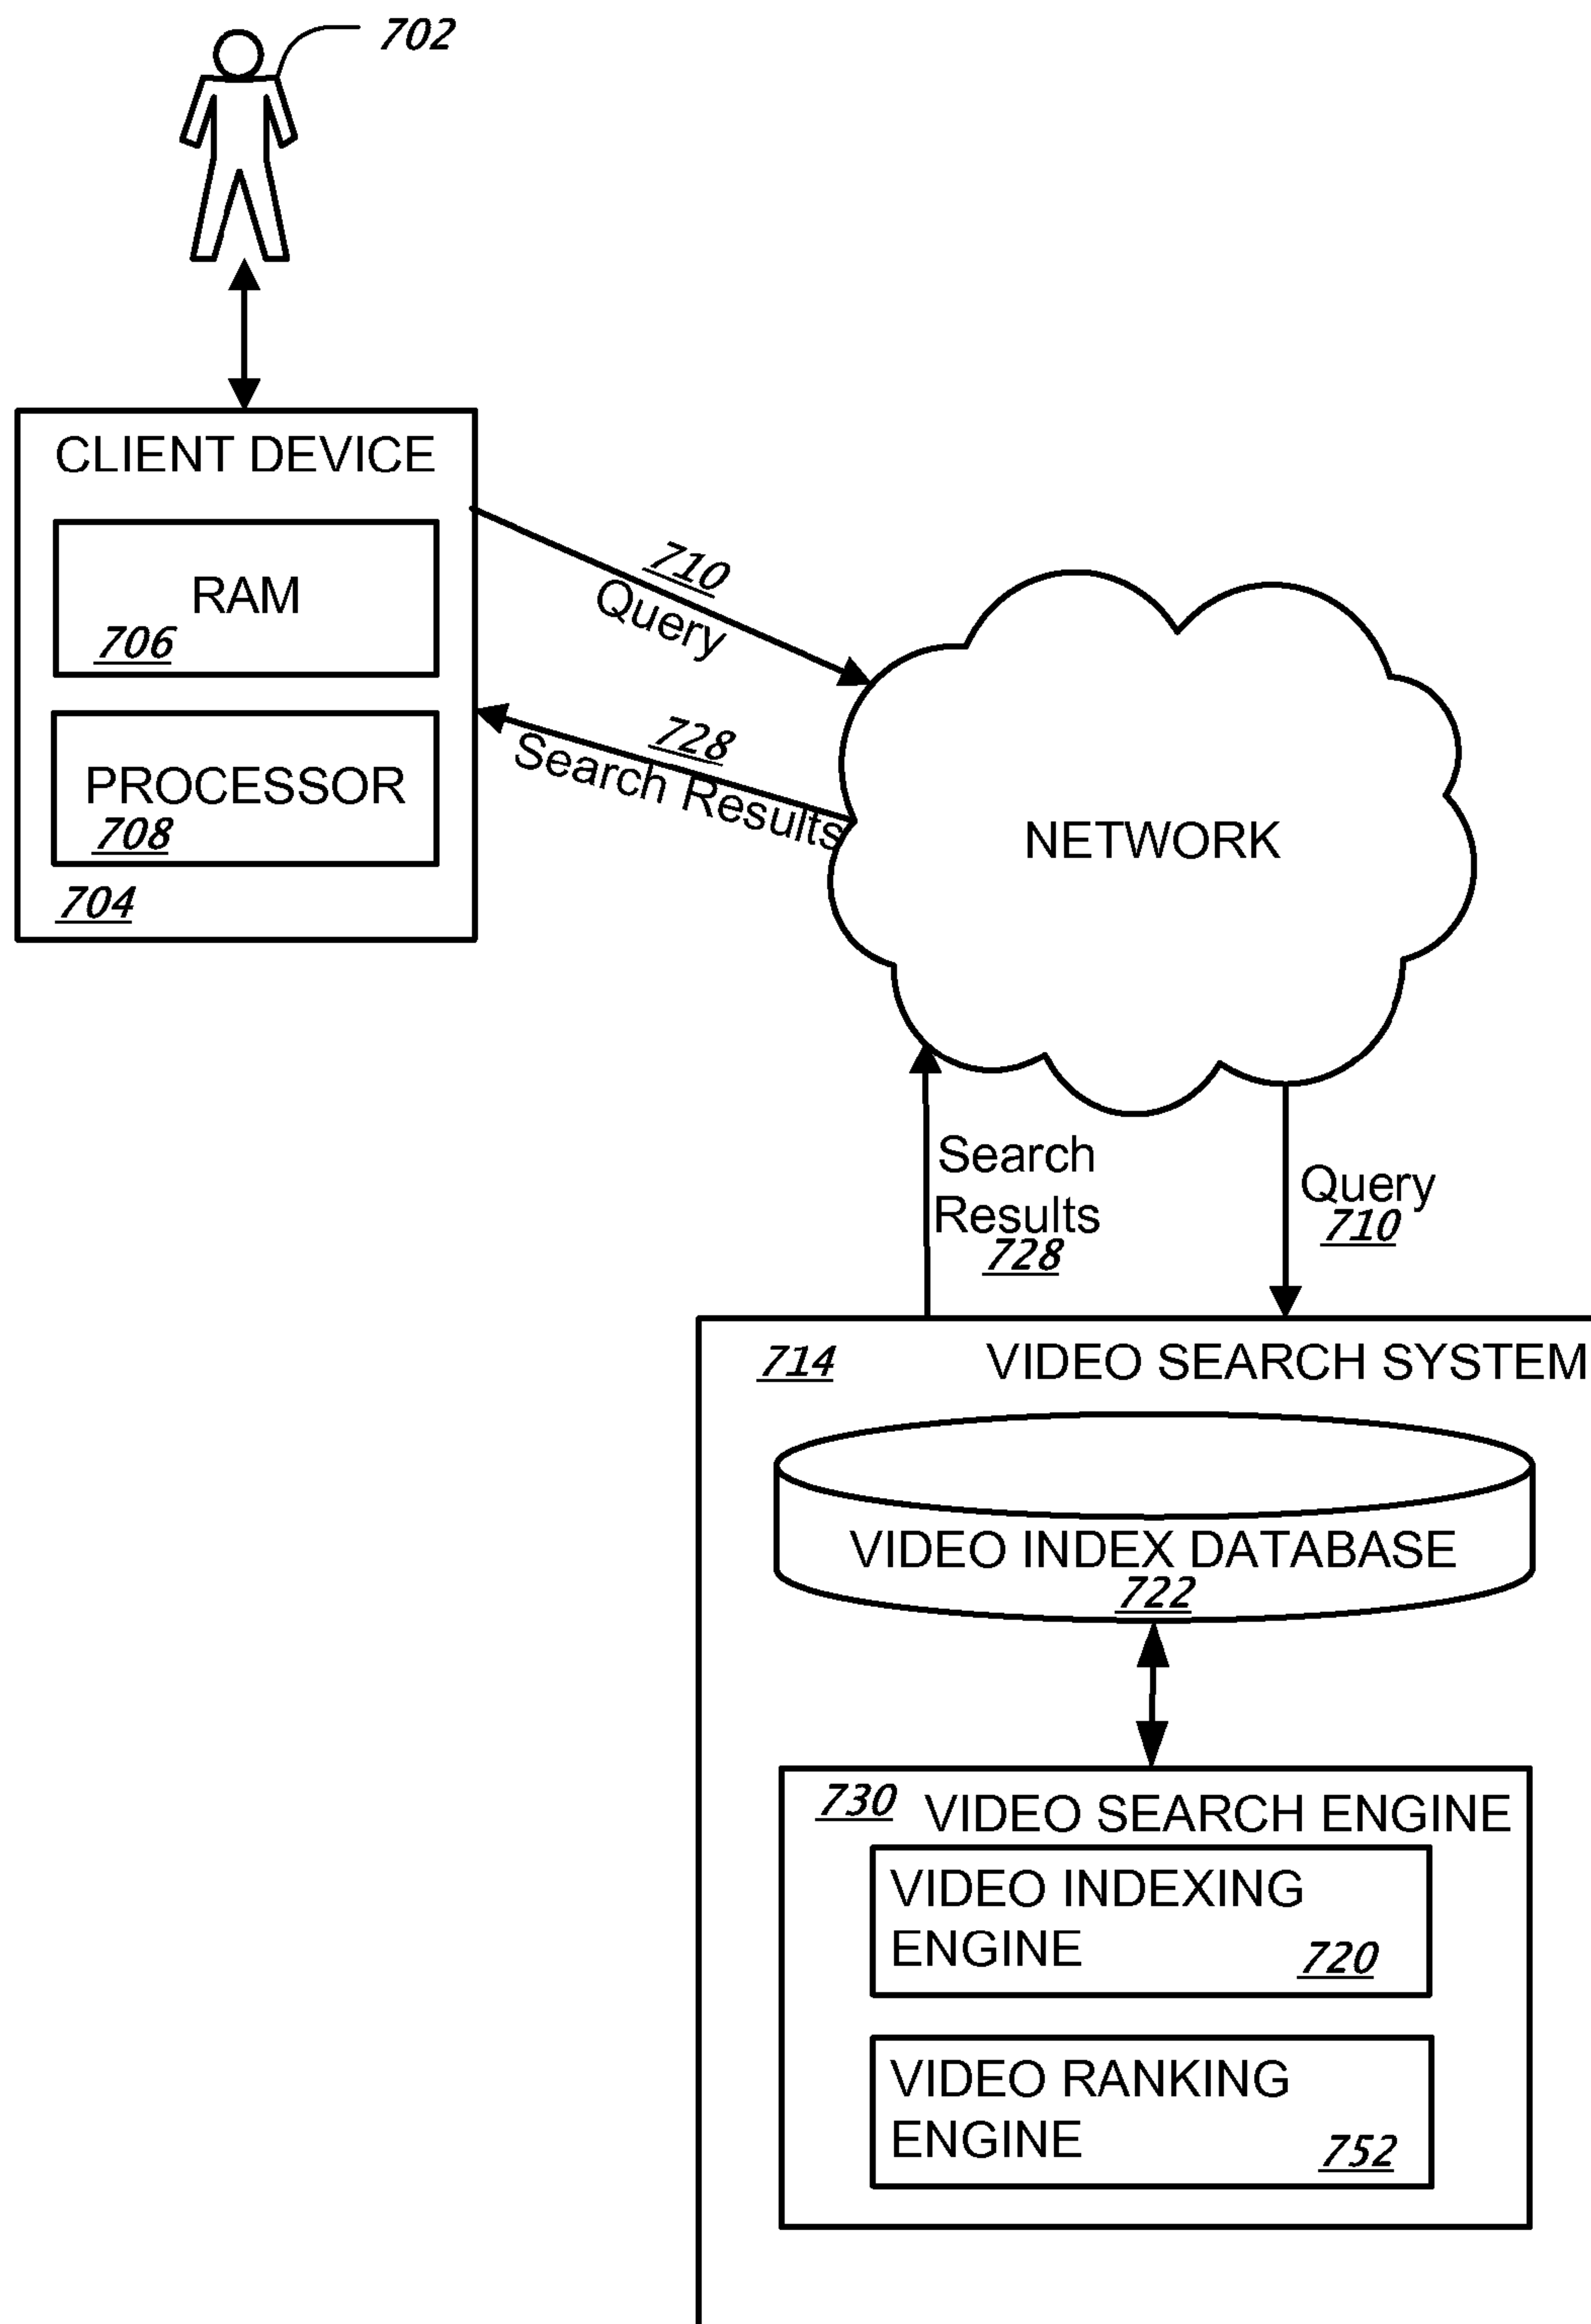 702
CLIENT DEVICE
RAM
706
PROCESSOR
708
704
710
Query
728
Search Results
NETWORK
Search
Results
728
Query
710
714
VIDEO SEARCH SYSTEM
VIDEO INDEX DATABASE
722
730
VIDEO SEARCH ENGINE
VIDEO INDEXING
ENGINE
720
VIDEO RANKING
ENGINE
752